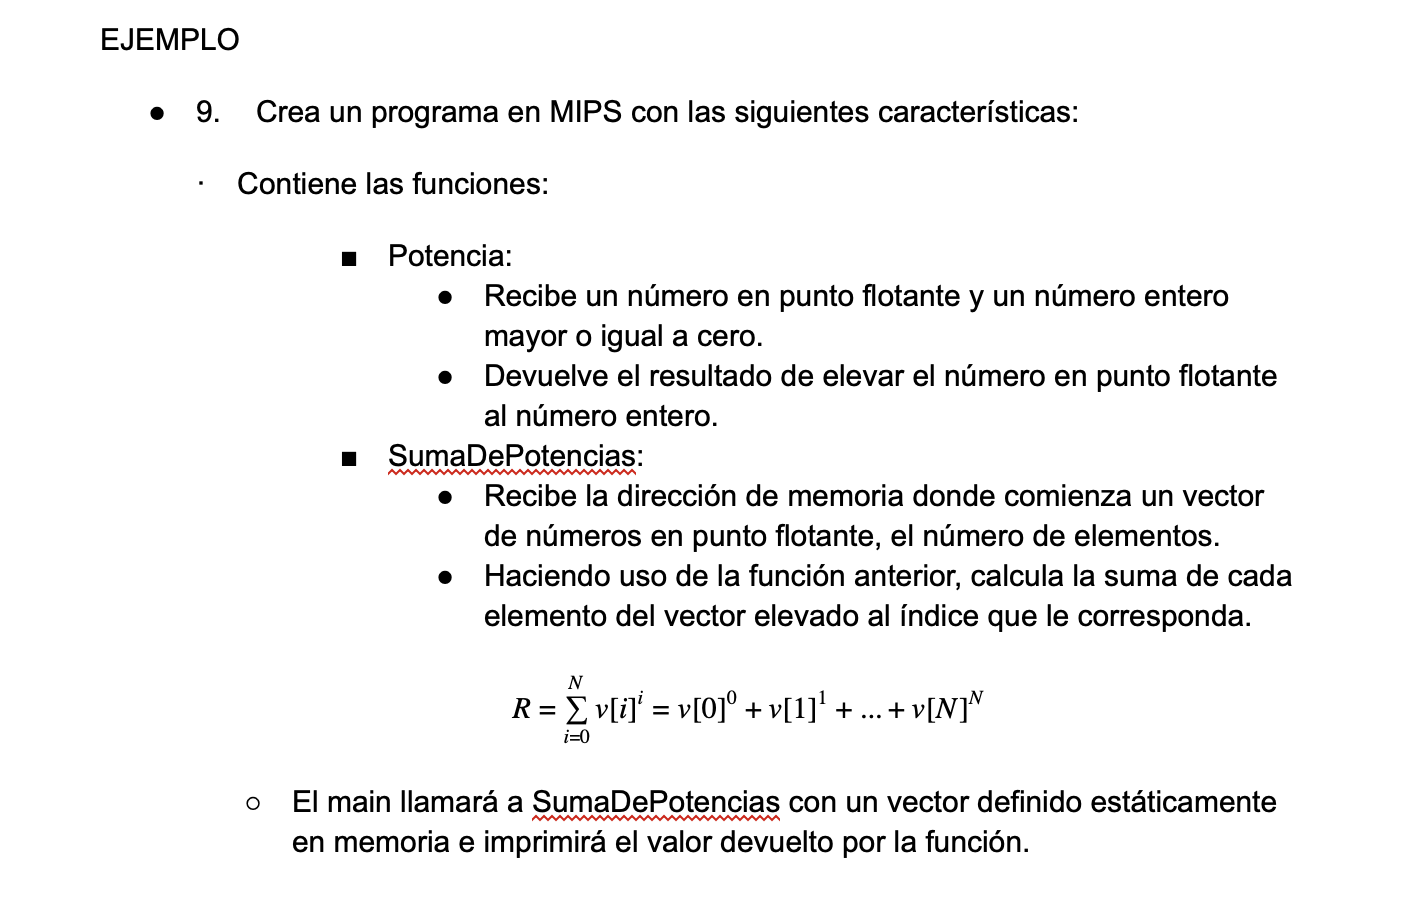 EJEMPLO
● 9. Crea un programa en MIPS con las siguientes características:
· Contiene las funciones:
■ Potencia:
● Recibe un número en punto flotante y un número entero
mayor o igual a cero.
● Devuelve el resultado de elevar el número en punto flotante
al número entero.
■ SumaDePotencias:
● Recibe la dirección de memoria donde comienza un vector
de números en punto flotante, el número de elementos.
● Haciendo uso de la función anterior, calcula la suma de cada
elemento del vector elevado al índice que le corresponda.
R = ∑_{i=0}^{N} v[i]^i = v[0]^0 + v[1]^1 + ... + v[N]^N
○ El main llamará a SumaDePotencias con un vector definido estáticamente
en memoria e imprimirá el valor devuelto por la función.